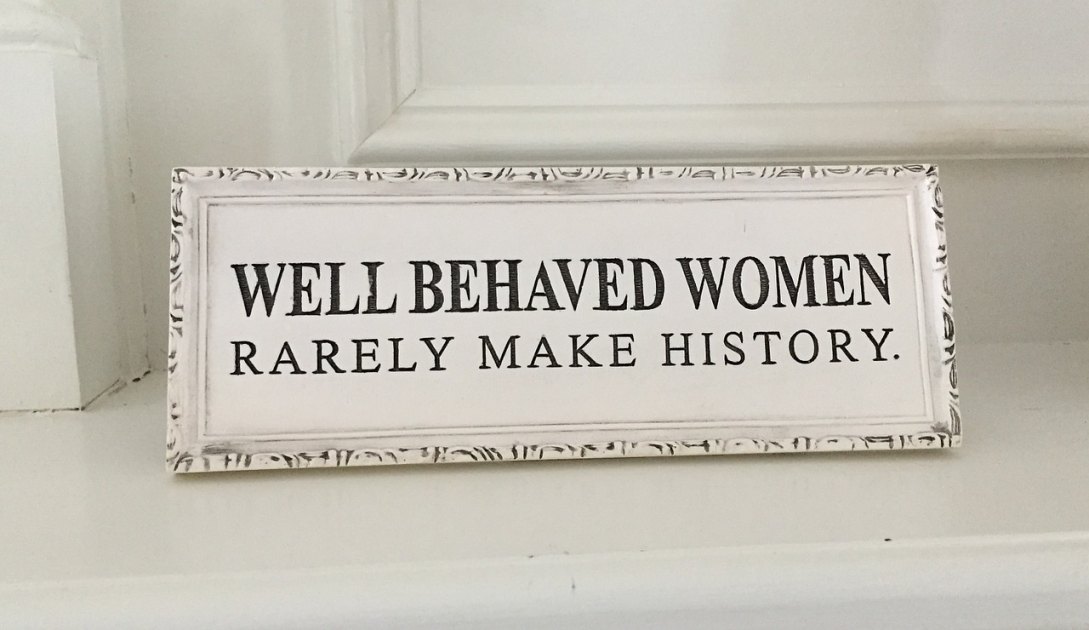 WELL BEHAVED WOMEN
RARELY MAKE HISTORY.